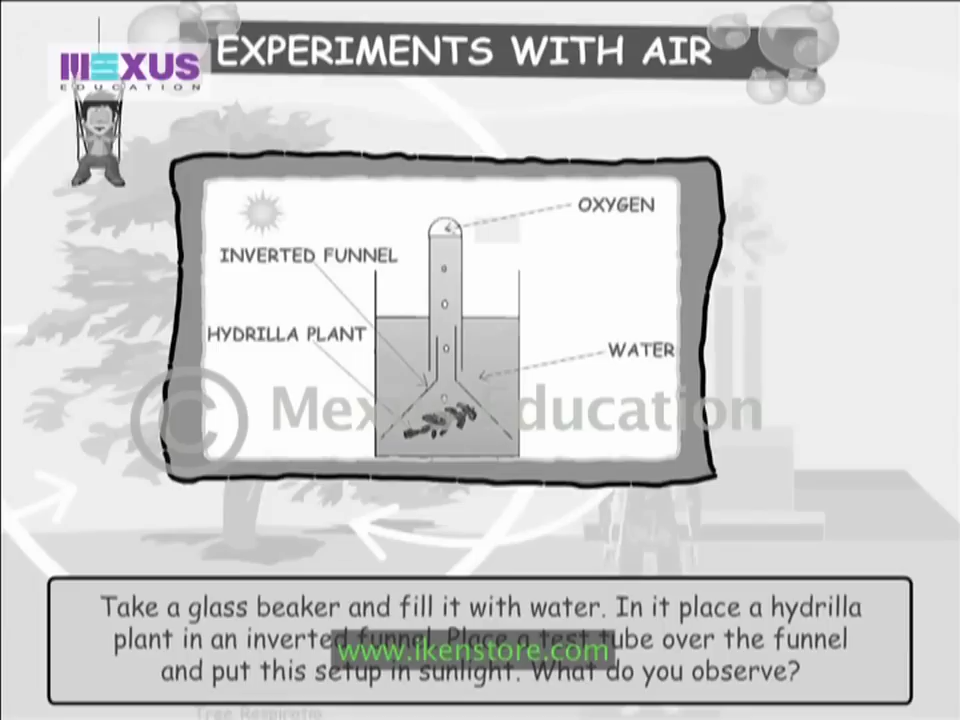 EXPERIMENTS WITH AIR
MEXUS
EDUCATION
OXYGEN
INVERTED FUNNEL
HYDRILLA PLANT
WATER
© Mexus Education
Take a glass beaker and fill it with water. In it place a hydrilla
plant in an inverted funnel. Place a test tube over the funnel
www.ikenstore.com
and put this setup in sunlight. What do you observe?
Tree Respiratio